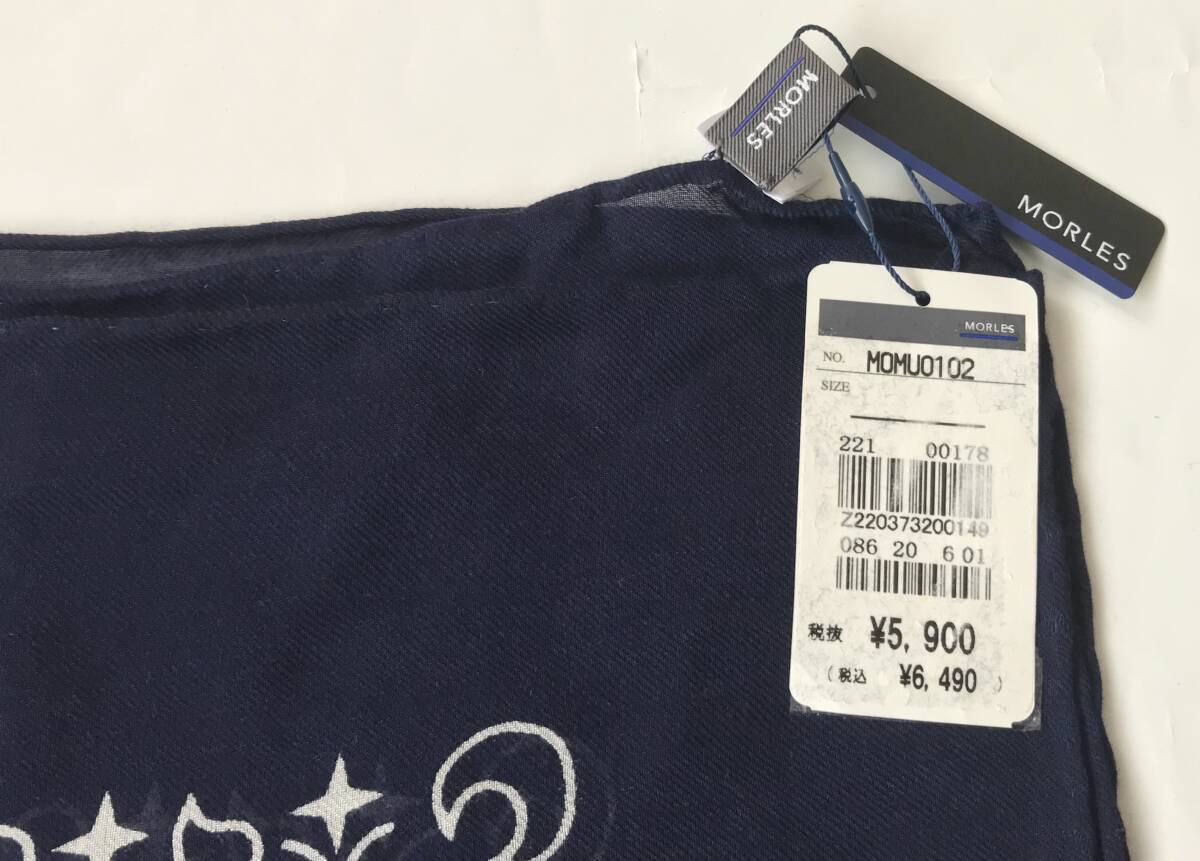 MORLES
MORLES
MORLES
NO. MOMU0102
SIZE
221 00178
Z220373200149
086 20 6 01
税抜 ¥5,900
(税込 ¥6,490)